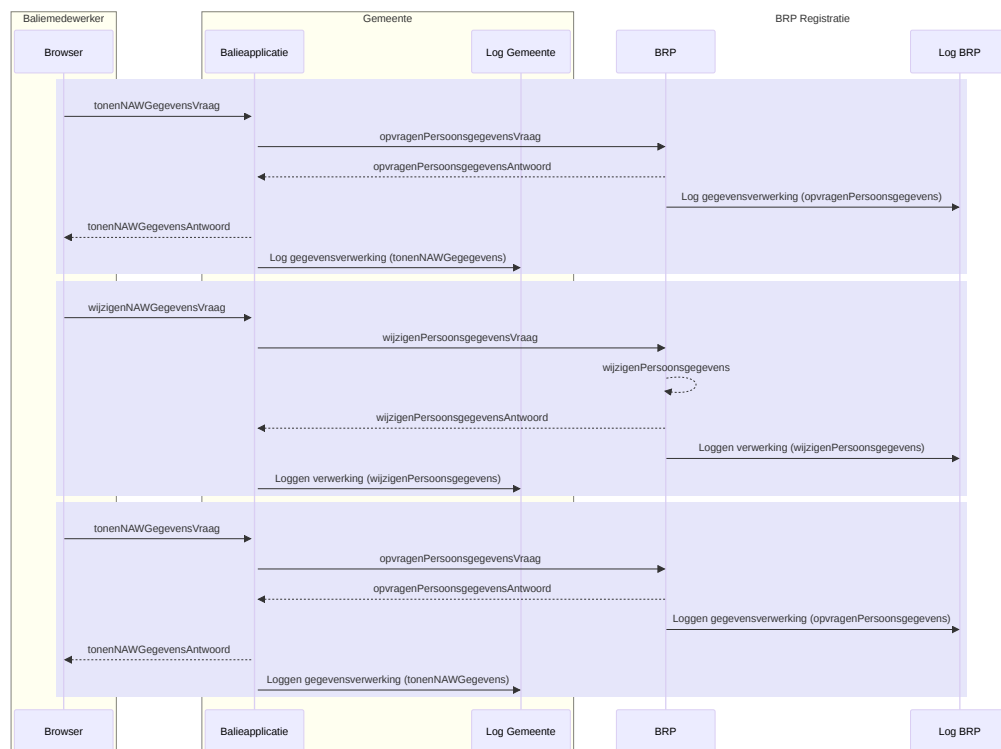 Baliemedewerker
Gemeente
BRP Registratie
Browser
Balieapplicatie
Log Gemeente
BRP
Log BRP
tonenNAWGegevensVraag
opvragenPersoonsgegevensVraag
opvragenPersoonsgegevensAntwoord
Log gegevensverwerking (opvragenPersoonsgegevens)
tonenNAWGegevensAntwoord
Log gegevensverwerking (tonenNAWGegegevens)
wijzigenNAWGegevensVraag
wijzigenPersoonsgegevensVraag
wijzigenPersoonsgegevens
wijzigenPersoonsgegevensAntwoord
Loggen verwerking (wijzigenPersoonsgegevens)
Loggen verwerking (wijzigenPersoonsgegevens)
tonenNAWGegevensVraag
opvragenPersoonsgegevensVraag
opvragenPersoonsgegevensAntwoord
Loggen gegevensverwerking (opvragenPersoonsgegevens)
tonenNAWGegevensAntwoord
Loggen gegevensverwerking (tonenNAWGegevens)
Browser
Balieapplicatie
Log Gemeente
BRP
Log BRP